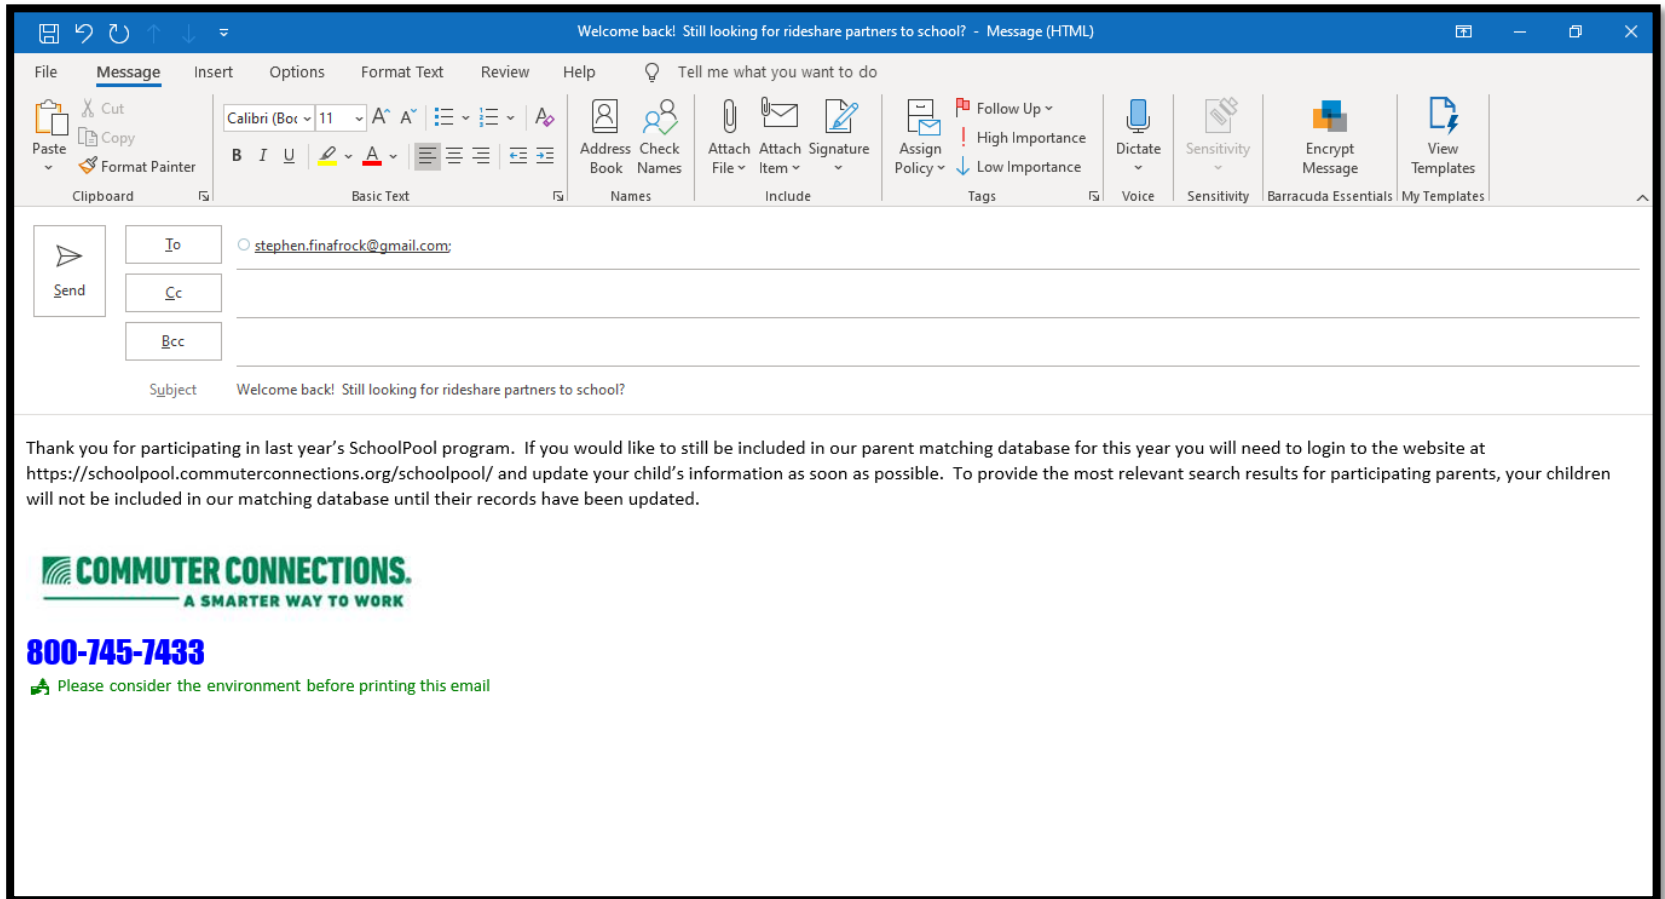 Welcome back!  Still looking for rideshare partners to school?  -  Message (HTML)
File Message Insert Options Format Text Review Help Tell me what you want to do
Paste
Cut
Copy
Format Painter
Clipboard
Calibri (Boc 11
A A
B I U A
Basic Text
Address Book
Check Names
Names
Attach File
Attach Item
Signature
Include
Assign Policy
Follow Up
High Importance
Low Importance
Tags
Dictate
Voice
Sensitivity
Sensitivity
Encrypt Message
Barracuda Essentials
View Templates
My Templates
Send
To stephen.finafrock@gmail.com;
Cc
Bcc
Subject Welcome back!  Still looking for rideshare partners to school?
Thank you for participating in last year's SchoolPool program.  If you would like to still be included in our parent matching database for this year you will need to login to the website at
https://schoolpool.commuterconnections.org/schoolpool/ and update your child's information as soon as possible.  To provide the most relevant search results for participating parents, your children
will not be included in our matching database until their records have been updated.
COMMUTER CONNECTIONS.
A SMARTER WAY TO WORK
800-745-7433
Please consider the environment before printing this email